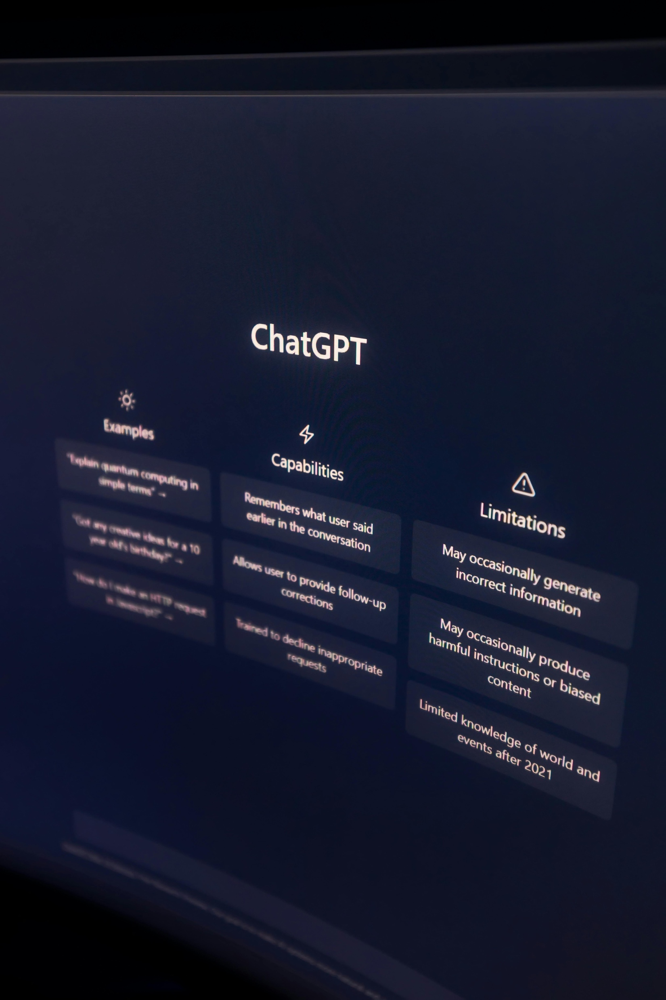 ChatGPT
Examples
"Explain quantum computing in
simple terms" →
"Got any creative ideas for a 10
year old's birthday?" →
"How do I make an HTTP request
in Javascript?" →
Capabilities
Remembers what user said
earlier in the conversation
Allows user to provide follow-up
corrections
Trained to decline inappropriate
requests
Limitations
May occasionally generate
incorrect information
May occasionally produce
harmful instructions or biased
content
Limited knowledge of world and
events after 2021